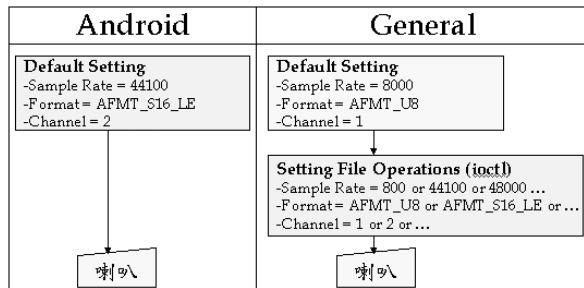 Android
Default Setting
-Sample Rate = 44100
-Format = AFMT_S16_LE
-Channel = 2
喇叭
General
Default Setting
-Sample Rate = 8000
-Format = AFMT_U8
-Channel = 1
Setting File Operations (ioctl)
-Sample Rate = 800 or 44100 or 48000 ...
-Format = AFMT_U8 or AFMT_S16_LE or ...
-Channel = 1 or 2 or ...
喇叭